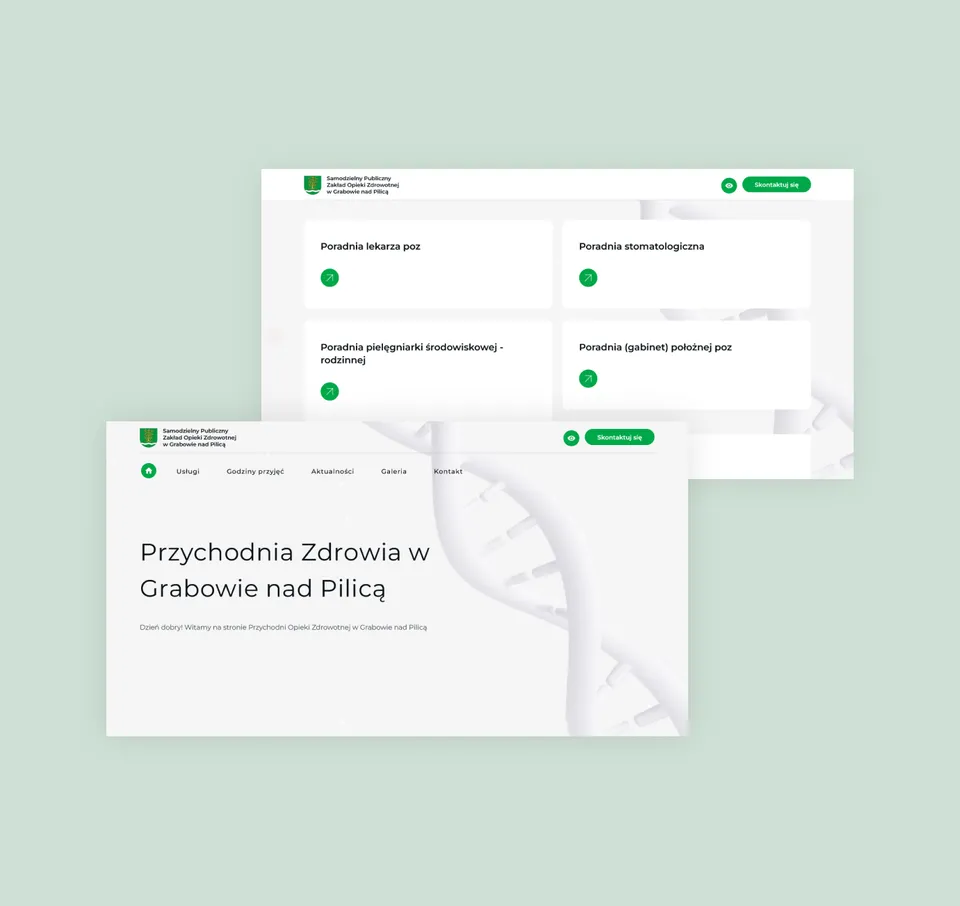 Samodzielny Publiczny
Zakład Opieki Zdrowotnej
w Grabowie nad Pilicą
Skontaktuj się
Poradnia lekarza poz
Poradnia stomatologiczna
Poradnia pielęgniarki środowiskowej -
rodzinnej
Poradnia (gabinet) położnej poz
Samodzielny Publiczny
Zakład Opieki Zdrowotnej
w Grabowie nad Pilicą
Skontaktuj się
Usługi
Godziny przyjęć
Aktualności
Galeria
Kontakt
Przychodnia Zdrowia w
Grabowie nad Pilicą
Dzień dobry! Witamy na stronie Przychodni Opieki Zdrowotnej w Grabowie nad Pilicą